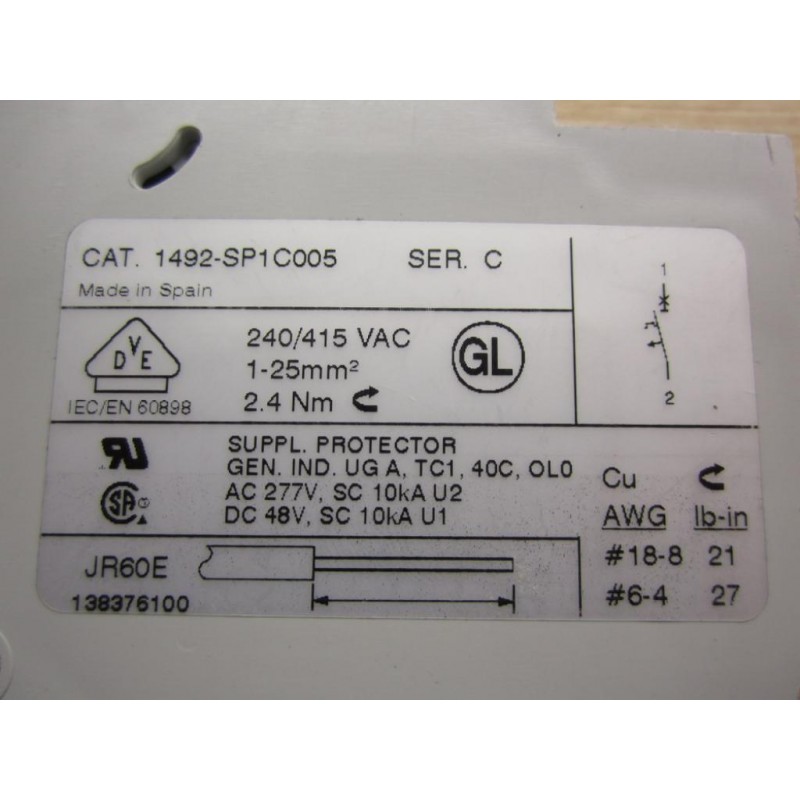 CAT. 1492-SP1C005 SER. C
Made in Spain
1
2
D V E
IEC/EN 60898
240/415 VAC
1-25mm²
2.4 Nm
GL
RU
SA
SUPPL. PROTECTOR
GEN. IND. UG A, TC1, 40C, OL0
AC 277V, SC 10kA U2
DC 48V, SC 10kA U1
Cu
AWG lb-in
#18-8 21
#6-4 27
JR60E
138376100